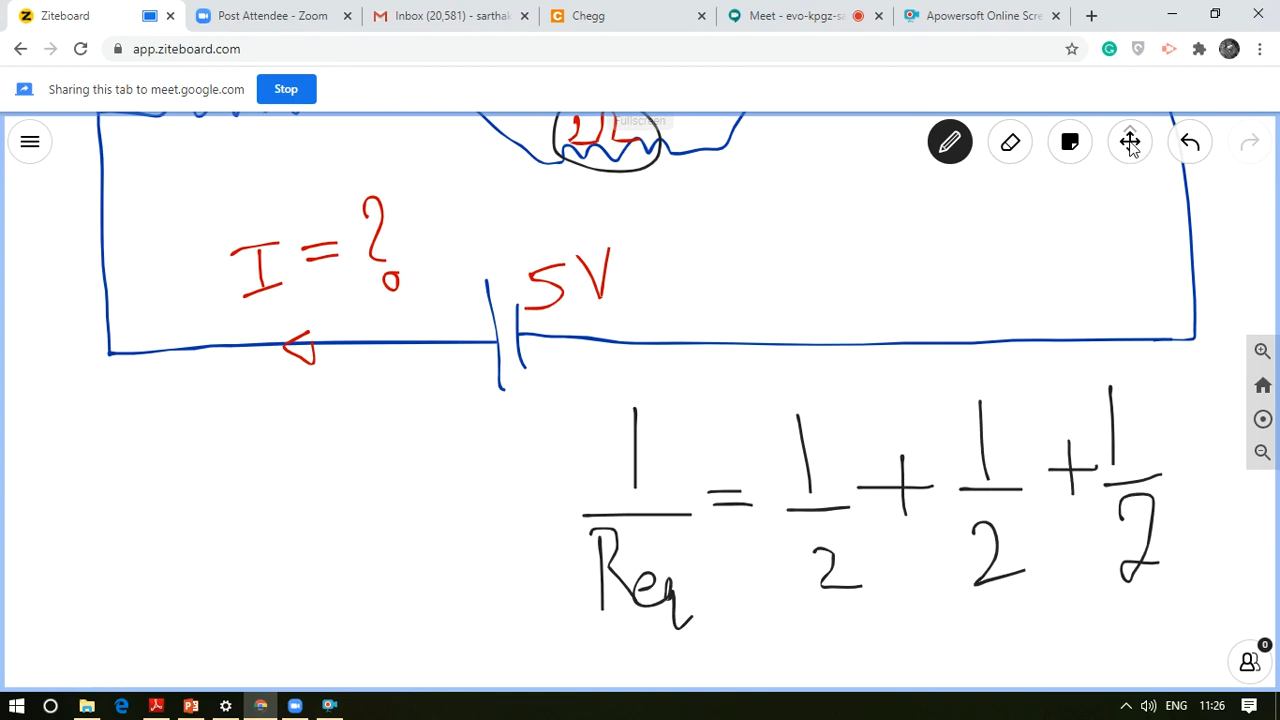 Ziteboard
Post Attendee - Zoom
Inbox (20,581) - sarthak
Chegg
Meet - evo-kpgz-s
Apowersoft Online Scre
app.ziteboard.com
Sharing this tab to meet.google.com
Stop
Fullscreen
2Ω
I = ?
5V
1/Req = 1/2 + 1/2 + 1/2
0
ENG
11:26